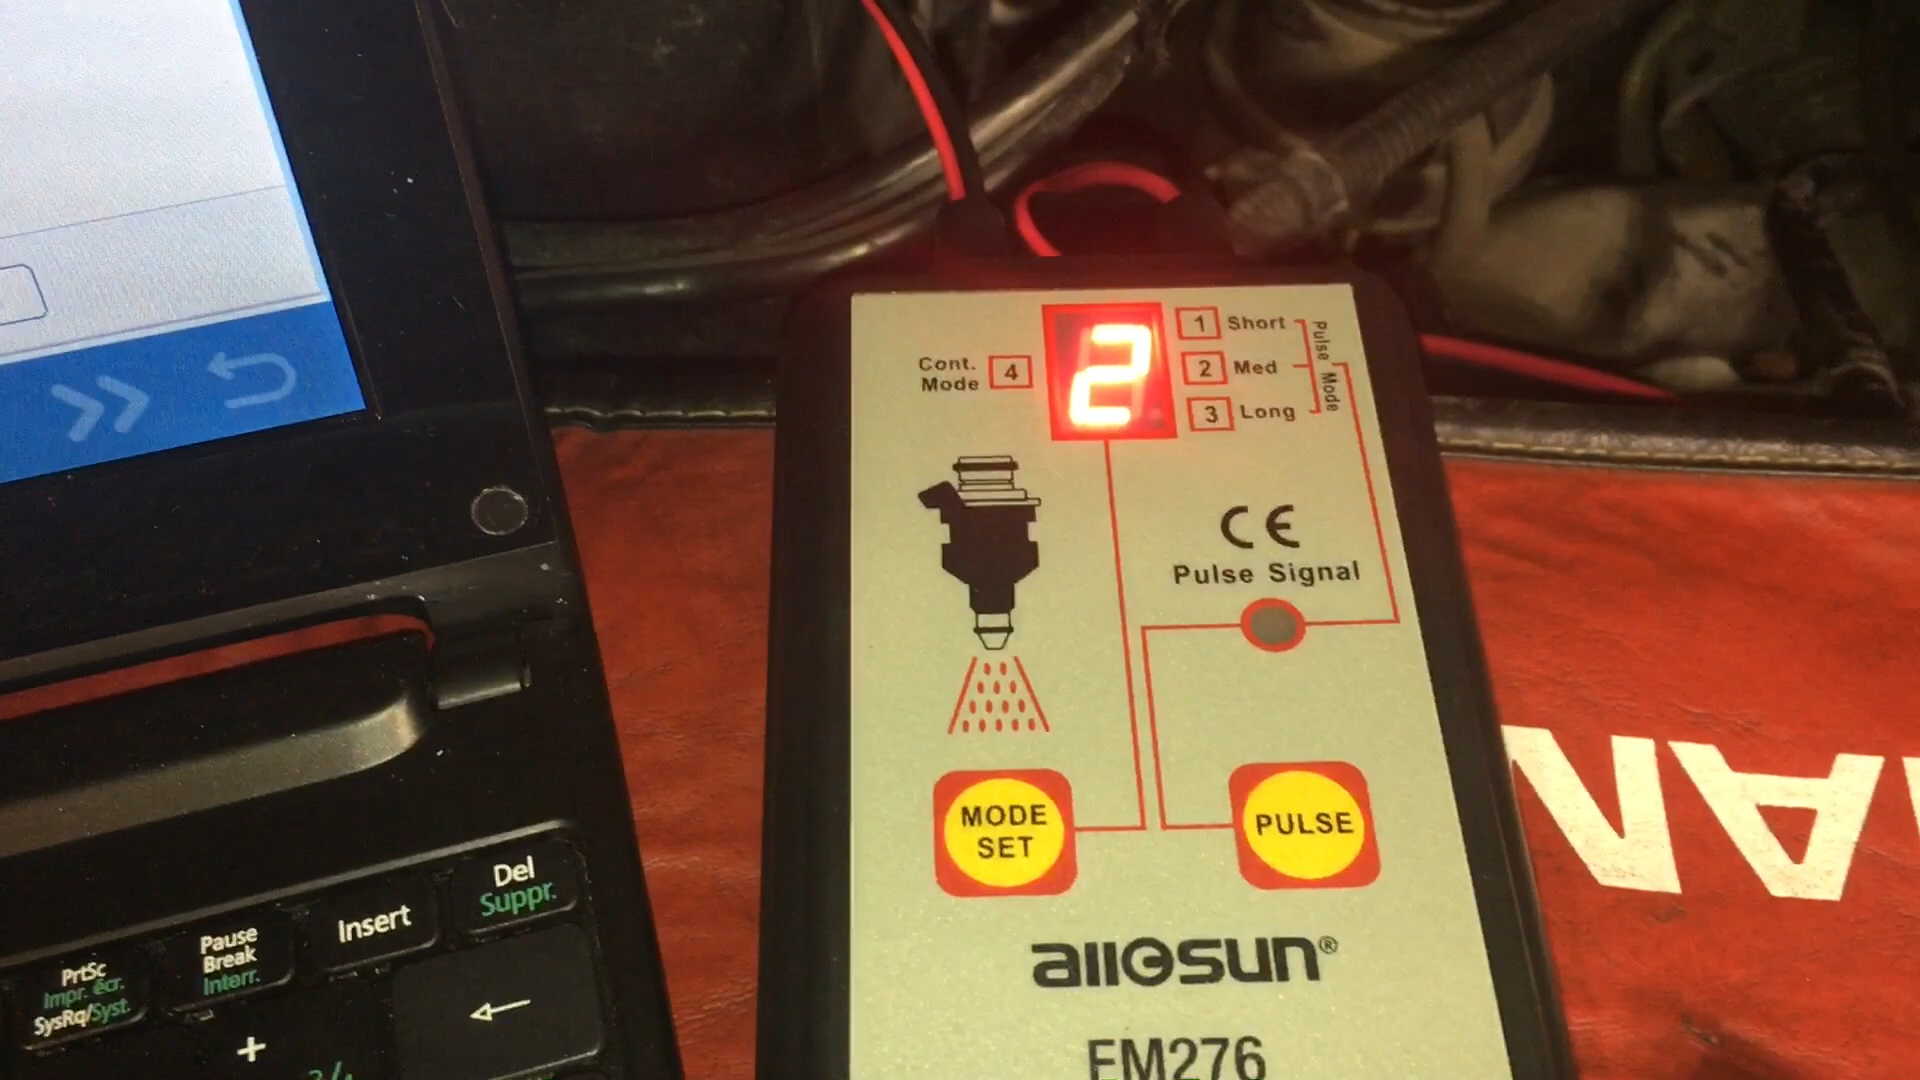 Cont.
Mode
4
2
1 Short
2 Med
3 Long
Pulse Mode
CE
Pulse Signal
MODE
SET
PULSE
allosun®
EM276
Del
Suppr.
Insert
Pause
Break
Interr.
PrtSc
Impr. écr.
SysRq/Syst.
+